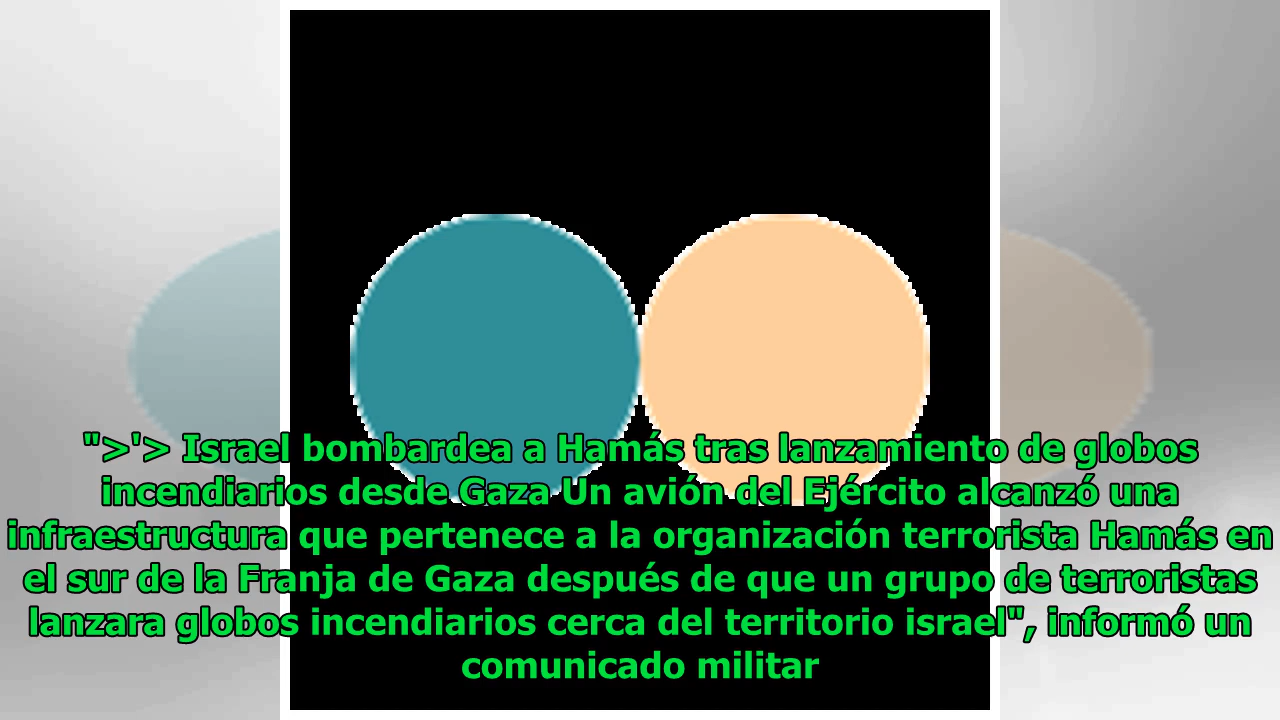 ">'> Israel bombardea a Hamás tras lanzamiento de globos
incendiarios desde Gaza Un avión del Ejército alcanzó una
infraestructura que pertenece a la organización terrorista Hamás en
el sur de la Franja de Gaza después de que un grupo de terroristas
lanzara globos incendiarios cerca del territorio israel", informó un
comunicado militar